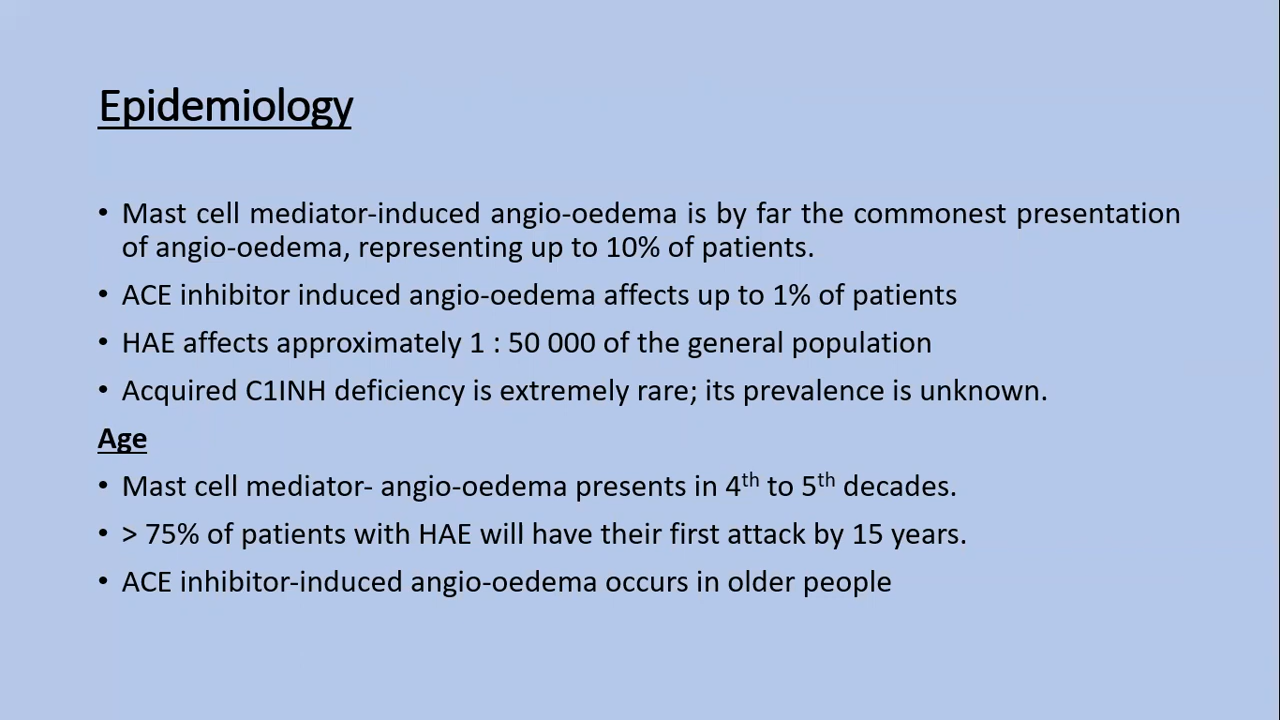 Epidemiology
• Mast cell mediator-induced angio-oedema is by far the commonest presentation
of angio-oedema, representing up to 10% of patients.
• ACE inhibitor induced angio-oedema affects up to 1% of patients
• HAE affects approximately 1 : 50 000 of the general population
• Acquired C1INH deficiency is extremely rare; its prevalence is unknown.
Age
• Mast cell mediator- angio-oedema presents in 4th to 5th decades.
• > 75% of patients with HAE will have their first attack by 15 years.
• ACE inhibitor-induced angio-oedema occurs in older people